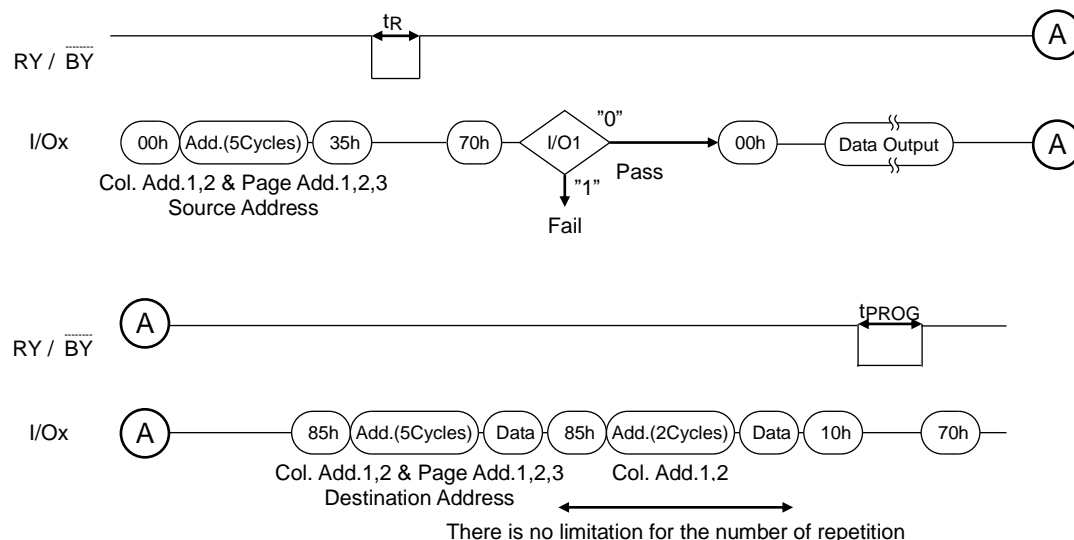 tR
RY / BY
A
I/Ox
00h Add.(5Cycles) 35h 70h I/O1 "0" Pass 00h Data Output A
"1"
Fail
Col. Add.1,2 & Page Add.1,2,3
Source Address
A
tPROG
RY / BY
I/Ox
A 85h Add.(5Cycles) Data 85h Add.(2Cycles) Data 10h 70h
Col. Add.1,2 & Page Add.1,2,3 Col. Add.1,2
Destination Address
There is no limitation for the number of repetition